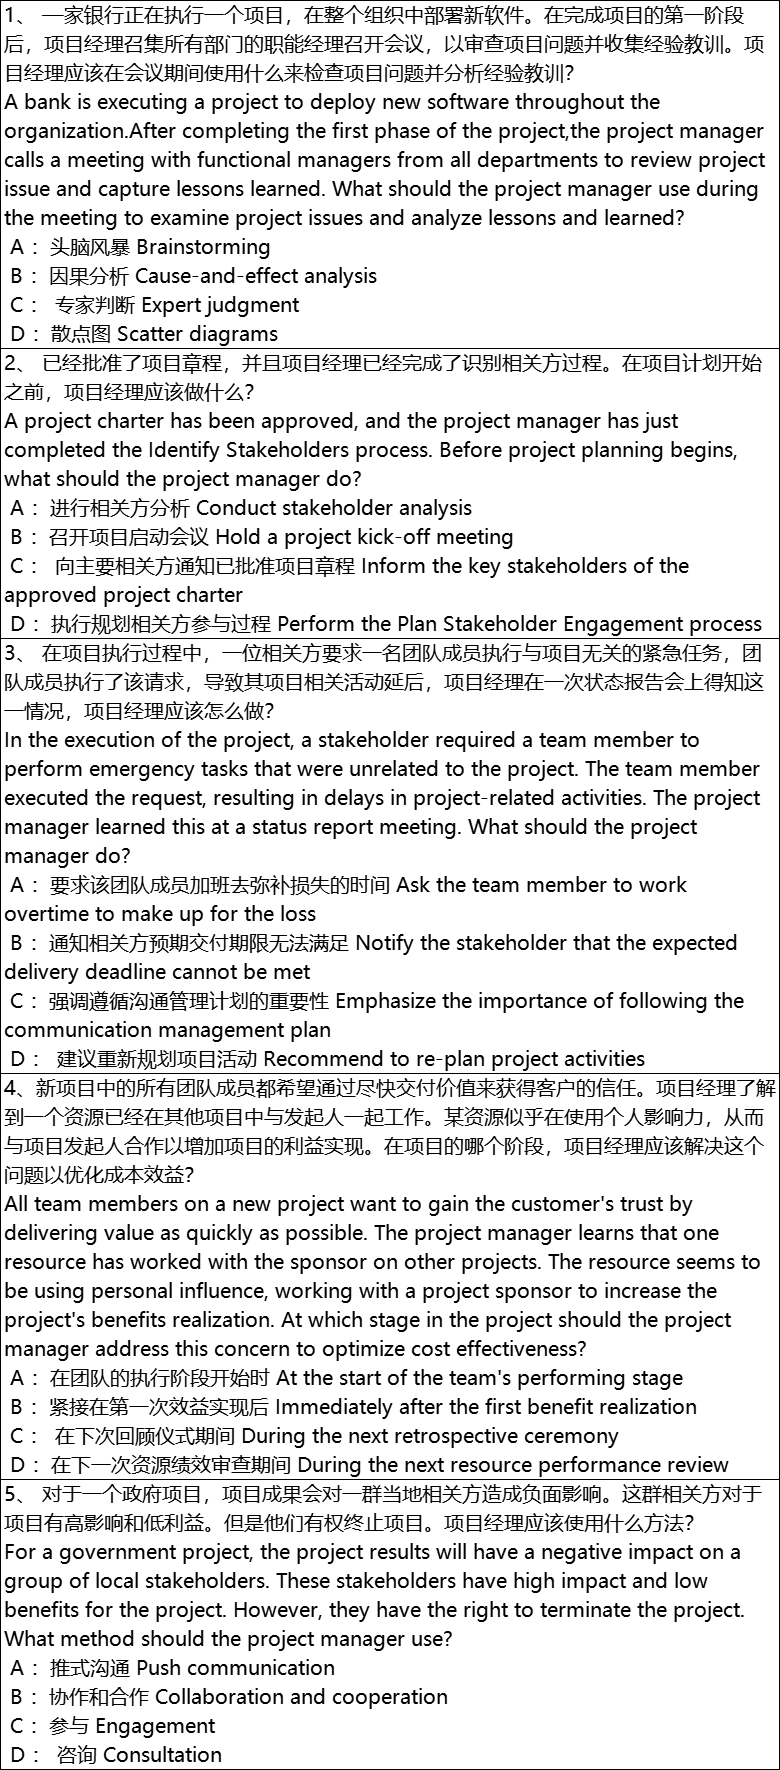 1、 一家银行正在执行一个项目，在整个组织中部署新软件。在完成项目的第一阶段
后，项目经理召集所有部门的职能经理召开会议，以审查项目问题并收集经验教训。项
目经理应该在会议期间使用什么来检查项目问题并分析经验教训？
A bank is executing a project to deploy new software throughout the
organization.After completing the first phase of the project,the project manager
calls a meeting with functional managers from all departments to review project
issue and capture lessons learned. What should the project manager use during
the meeting to examine project issues and analyze lessons and learned?
A： 头脑风暴 Brainstorming
B： 因果分析 Cause-and-effect analysis
C： 专家判断 Expert judgment
D： 散点图 Scatter diagrams
2、 已经批准了项目章程，并且项目经理已经完成了识别相关方过程。在项目计划开始
之前，项目经理应该做什么？
A project charter has been approved, and the project manager has just
completed the Identify Stakeholders process. Before project planning begins,
what should the project manager do?
A： 进行相关方分析 Conduct stakeholder analysis
B： 召开项目启动会议 Hold a project kick-off meeting
C： 向主要相关方通知已批准项目章程 Inform the key stakeholders of the
approved project charter
D： 执行规划相关方参与过程 Perform the Plan Stakeholder Engagement process
3、 在项目执行过程中，一位相关方要求一名团队成员执行与项目无关的紧急任务，团
队成员执行了该请求，导致其项目相关活动延后，项目经理在一次状态报告会上得知这
一情况，项目经理应该怎么做？
In the execution of the project, a stakeholder required a team member to
perform emergency tasks that were unrelated to the project. The team member
executed the request, resulting in delays in project-related activities. The project
manager learned this at a status report meeting. What should the project
manager do?
A： 要求该团队成员加班去弥补损失的时间 Ask the team member to work
overtime to make up for the loss
B： 通知相关方预期交付期限无法满足 Notify the stakeholder that the expected
delivery deadline cannot be met
C： 强调遵循沟通管理计划的重要性 Emphasize the importance of following the
communication management plan
D： 建议重新规划项目活动 Recommend to re-plan project activities
4、新项目中的所有团队成员都希望通过尽快交付价值来获得客户的信任。项目经理了解
到一个资源已经在其他项目中与发起人一起工作。某资源似乎在使用个人影响力，从而
与项目发起人合作以增加项目的利益实现。在项目的哪个阶段，项目经理应该解决这个
问题以优化成本效益？
All team members on a new project want to gain the customer's trust by
delivering value as quickly as possible. The project manager learns that one
resource has worked with the sponsor on other projects. The resource seems to
be using personal influence, working with a project sponsor to increase the
project's benefits realization. At which stage in the project should the project
manager address this concern to optimize cost effectiveness?
A： 在团队的执行阶段开始时 At the start of the team's performing stage
B： 紧接在第一次效益实现后 Immediately after the first benefit realization
C： 在下次回顾仪式期间 During the next retrospective ceremony
D： 在下一次资源绩效审查期间 During the next resource performance review
5、 对于一个政府项目，项目成果会对一群当地相关方造成负面影响。这群相关方对于
项目有高影响和低利益。但是他们有权终止项目。项目经理应该使用什么方法？
For a government project, the project results will have a negative impact on a
group of local stakeholders. These stakeholders have high impact and low
benefits for the project. However, they have the right to terminate the project.
What method should the project manager use?
A： 推式沟通 Push communication
B： 协作和合作 Collaboration and cooperation
C： 参与 Engagement
D： 咨询 Consultation